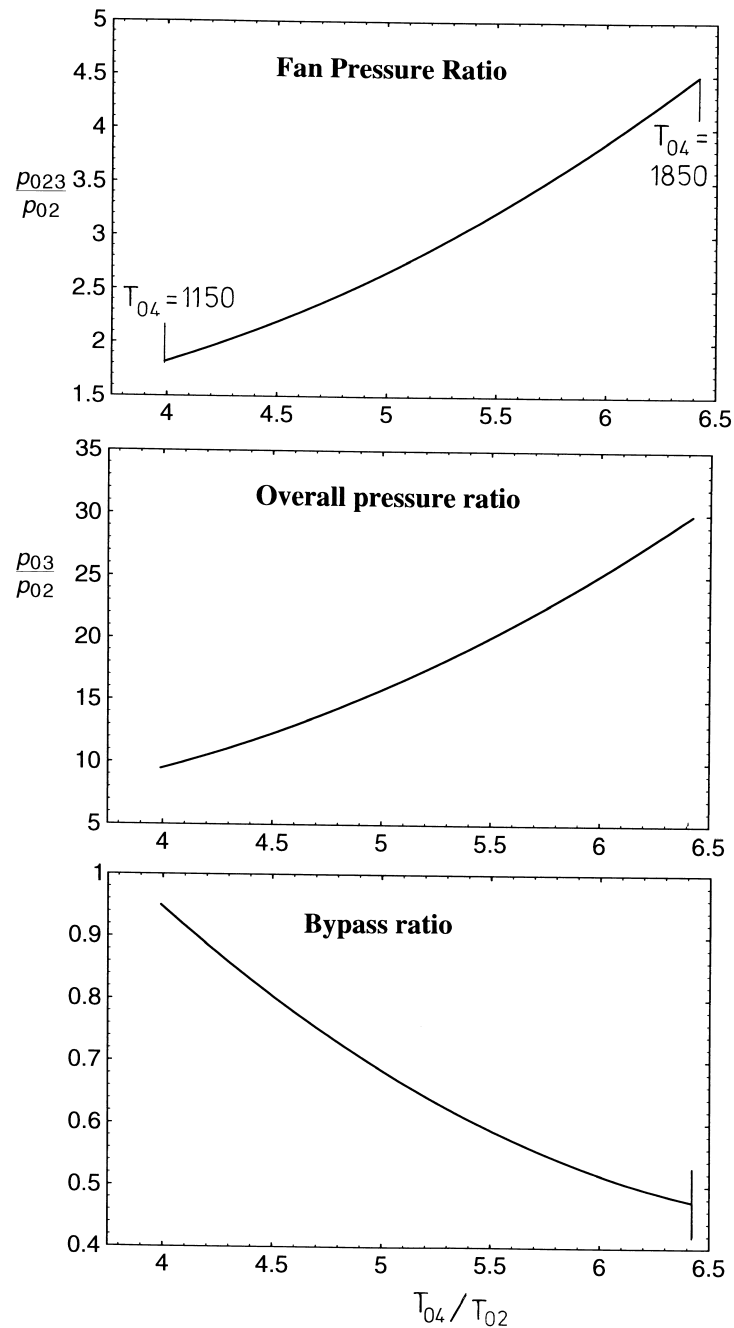 Fan Pressure Ratio
p023
p02
5
4.5
4
3.5
3
2.5
2
1.5
T04 = 1150
T04 =
1850
4 4.5 5 5.5 6 6.5
Overall pressure ratio
p03
p02
35
30
25
20
15
10
5
4 4.5 5 5.5 6 6.5
Bypass ratio
1
0.9
0.8
0.7
0.6
0.5
0.4
4 4.5 5 5.5 6 6.5
T04/T02